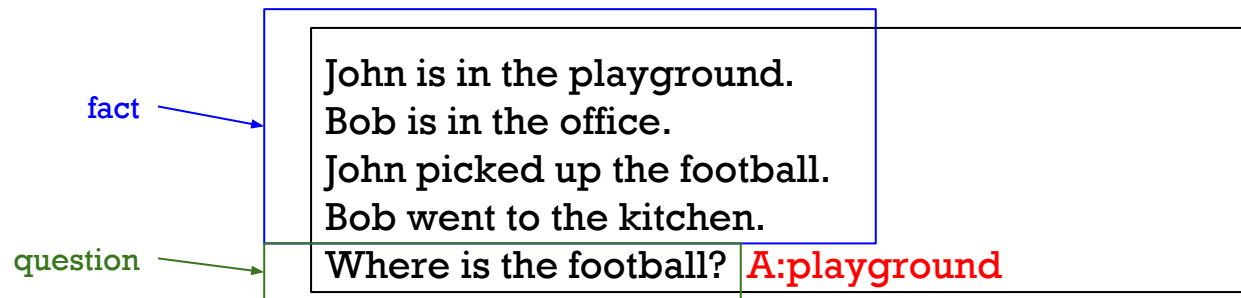 John is in the playground.
fact
Bob is in the office.
John picked up the football.
Bob went to the kitchen.
question
Where is the football? A:playground